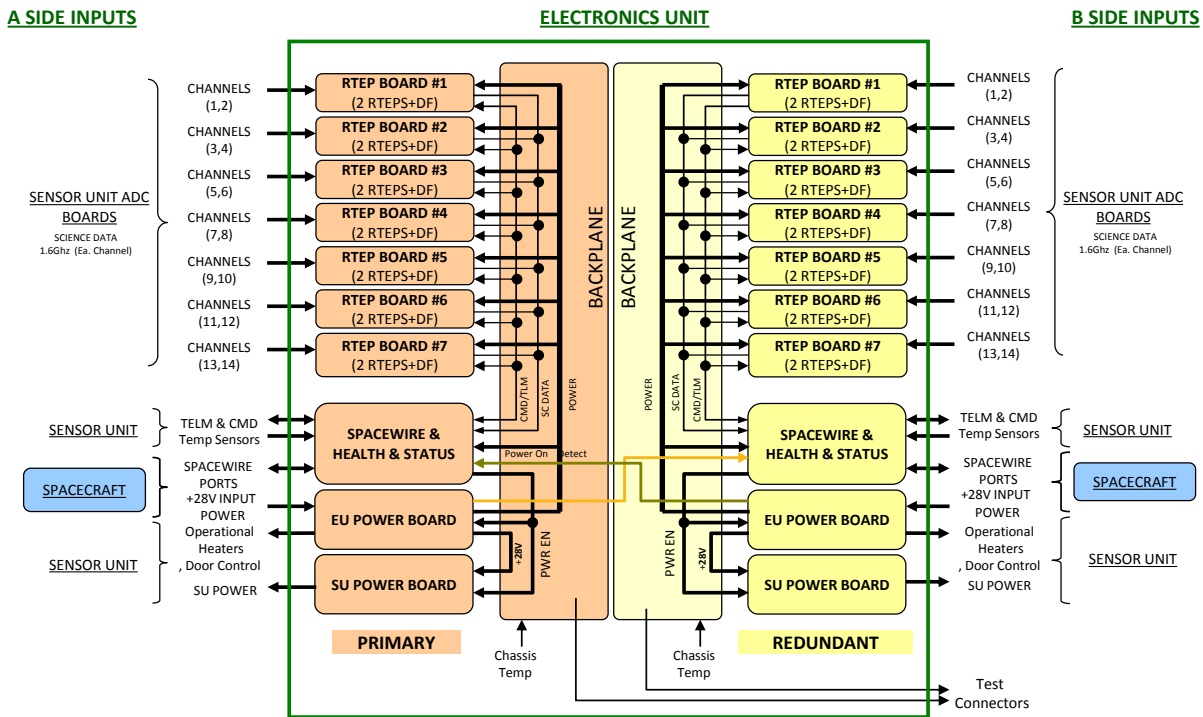 A SIDE INPUTS
ELECTRONICS UNIT
B SIDE INPUTS
SENSOR UNIT ADC
BOARDS
SCIENCE DATA
1.6Ghz (Ea. Channel)
CHANNELS
(1,2)
CHANNELS
(3,4)
CHANNELS
(5,6)
CHANNELS
(7,8)
CHANNELS
(9,10)
CHANNELS
(11,12)
CHANNELS
(13,14)
SENSOR UNIT
TELM & CMD
Temp Sensors
SPACECRAFT
SPACEWIRE
PORTS
+28V INPUT
POWER
SENSOR UNIT
Operational
Heaters
, Door Control
SU POWER
RTEP BOARD #1
(2 RTEPS+DF)
RTEP BOARD #2
(2 RTEPS+DF)
RTEP BOARD #3
(2 RTEPS+DF)
RTEP BOARD #4
(2 RTEPS+DF)
RTEP BOARD #5
(2 RTEPS+DF)
RTEP BOARD #6
(2 RTEPS+DF)
RTEP BOARD #7
(2 RTEPS+DF)
SPACEWIRE &
HEALTH & STATUS
EU POWER BOARD
SU POWER BOARD
PRIMARY
CMD/TLM
SC DATA
POWER
BACKPLANE
Power On Detect
+28V
PWR EN
Chassis
Temp
BACKPLANE
POWER
SC DATA
CMD/TLM
PWR EN
+28V
Chassis
Temp
RTEP BOARD #1
(2 RTEPS+DF)
RTEP BOARD #2
(2 RTEPS+DF)
RTEP BOARD #3
(2 RTEPS+DF)
RTEP BOARD #4
(2 RTEPS+DF)
RTEP BOARD #5
(2 RTEPS+DF)
RTEP BOARD #6
(2 RTEPS+DF)
RTEP BOARD #7
(2 RTEPS+DF)
SPACEWIRE &
HEALTH & STATUS
EU POWER BOARD
SU POWER BOARD
REDUNDANT
CHANNELS
(1,2)
CHANNELS
(3,4)
CHANNELS
(5,6)
CHANNELS
(7,8)
CHANNELS
(9,10)
CHANNELS
(11,12)
CHANNELS
(13,14)
SENSOR UNIT ADC
BOARDS
SCIENCE DATA
1.6Ghz (Ea. Channel)
TELM & CMD
Temp Sensors
SENSOR UNIT
SPACEWIRE
PORTS
+28V INPUT
POWER
SPACECRAFT
Operational
Heaters
, Door Control
SU POWER
SENSOR UNIT
Test
Connectors